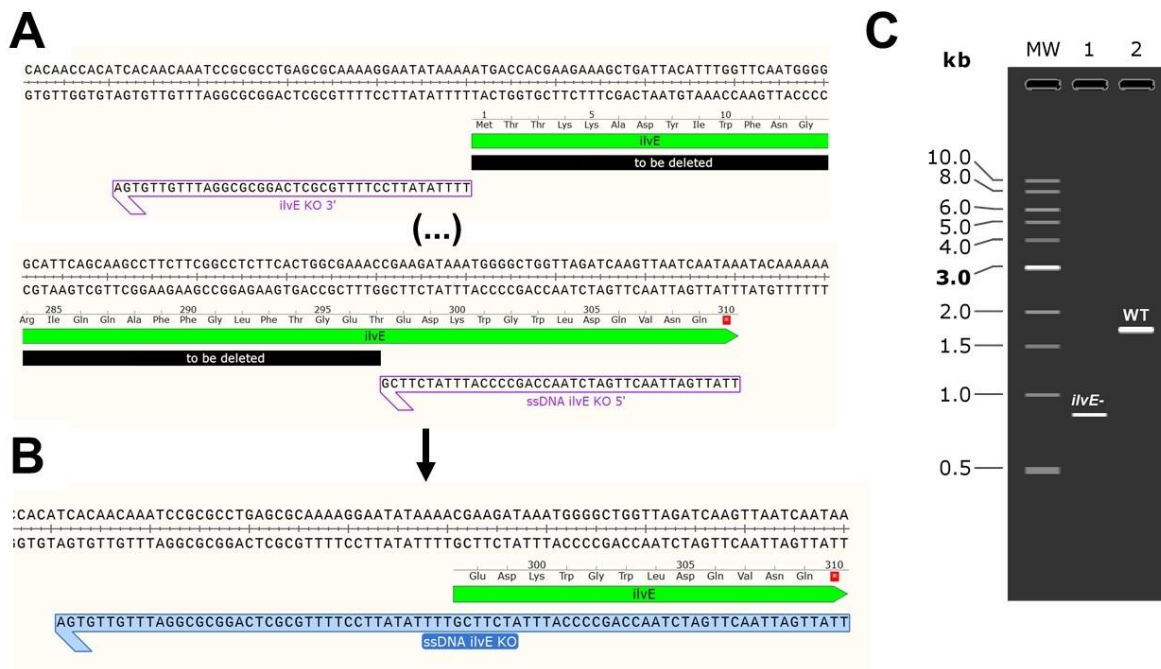 A
CACAACCACATCACAACAAATCCGCGCCTGAGCGCAAAAGGAATATAAAAATGACCACGAAGAAAGCTGATTACATTTGGTTCAATGGGG
GTGTTGGTGTAGTGTTGTTTAGGCGCGGACTCGCGTTTTCCTTATATTTTTACTGGTGCTTCTTTCGACTAATGTAAACCAAGTTACCCC
1 5 10
Met Thr Thr Lys Lys Ala Asp Tyr Ile Trp Phe Asn Gly
ilvE
to be deleted
AGTGTTGTTTAGGCGCGGACTCGCGTTTTCCTTATATTTT
ilvE KO 3'
(...)
GCATTCAGCAAGCCTTCTTCGGCCTCTTCACTGGCGAAACCGAAGATAAATGGGGCTGGTTAGATCAAGTTAATCAATAAATACAAAAAA
CGTAAGTCGTTCGGAAGAAGCCGGAGAAGTGACCGCTTTGGCTTCTATTTACCCCGACCAATCTAGTTCAATTAGTTATTTATGTTTTTT
285 290 295 300 305 310
Arg Ile Gln Gln Ala Phe Phe Gly Leu Phe Thr Gly Glu Thr Glu Asp Lys Trp Gly Trp Leu Asp Gln Val Asn Gln *
ilvE
to be deleted
GCTTCTATTTACCCCGACCAATCTAGTTCAATTAGTTATT
ssDNA ilvE KO 5'
B
CCACATCACAACAAATCCGCGCCTGAGCGCAAAAGGAATATAAAACGAAGATAAATGGGGCTGGTTAGATCAAGTTAATCAATAA
GGTGTAGTGTTGTTTAGGCGCGGACTCGCGTTTTCCTTATATTTTGCTTCTATTTACCCCGACCAATCTAGTTCAATTAGTTATT
300 305 310
Glu Asp Lys Trp Gly Trp Leu Asp Gln Val Asn Gln *
ilvE
AGTGTTGTTTAGGCGCGGACTCGCGTTTTCCTTATATTTTGCTTCTATTTACCCCGACCAATCTAGTTCAATTAGTTATT
ssDNA ilvE KO
C
kb MW 1 2
10.0
8.0
6.0
5.0
4.0
3.0
2.0
WT
1.5
1.0
ilvE-
0.5